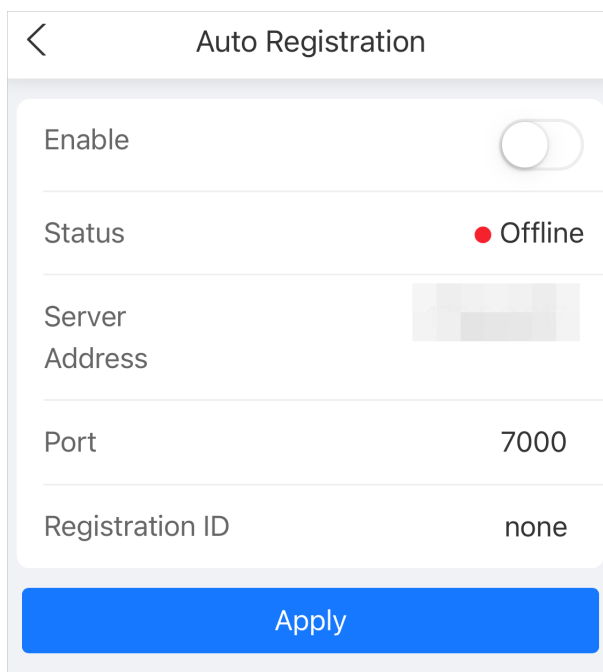 Auto Registration
Enable
Status Offline
Server
Address
Port 7000
Registration ID none
Apply